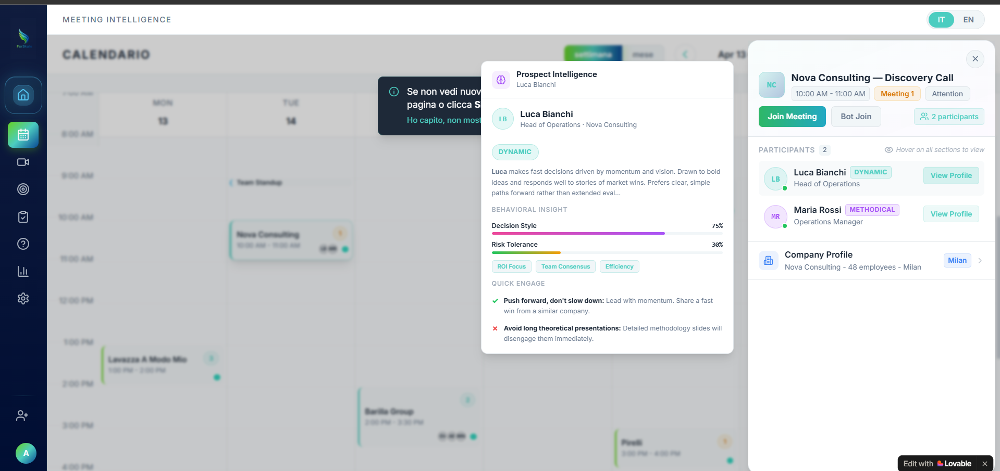 MEETING INTELLIGENCE
IT
EN
ForSkale
CALENDARIO
settimana
mese
Apr 13
MON
13
TUE
14
8:00 AM
9:00 AM
10:00 AM
11:00 AM
12:00 PM
1:00 PM
2:00 PM
3:00 PM
4:00 PM
Team Standup
Nova Consulting
10:00 AM - 11:00 AM
Lavazza A Modo Mio
1:00 PM - 2:00 PM
Barilla Group
2:00 PM - 3:30 PM
Pirelli
3:00 PM - 4:00 PM
Se non vedi nuov
pagina o clicca S
Ho capito, non most
Prospect Intelligence
Luca Bianchi
LB
Luca Bianchi
Head of Operations · Nova Consulting
DYNAMIC
Luca makes fast decisions driven by momentum and vision. Drawn to bold
ideas and responds well to stories of market wins. Prefers clear, simple
paths forward rather than extended eval...
BEHAVIORAL INSIGHT
Decision Style 75%
Risk Tolerance 30%
ROI Focus
Team Consensus
Efficiency
QUICK ENGAGE
Push forward, don't slow down: Lead with momentum. Share a fast
win from a similar company.
Avoid long theoretical presentations: Detailed methodology slides will
disengage them immediately.
NC
Nova Consulting — Discovery Call
10:00 AM - 11:00 AM
Meeting 1
Attention
Join Meeting
Bot Join
2 participants
PARTICIPANTS 2
Hover on all sections to view
LB
Luca Bianchi
DYNAMIC
Head of Operations
View Profile
MR
Maria Rossi
METHODICAL
Operations Manager
View Profile
Company Profile
Nova Consulting - 48 employees - Milan
Milan
A
Edit with Lovable